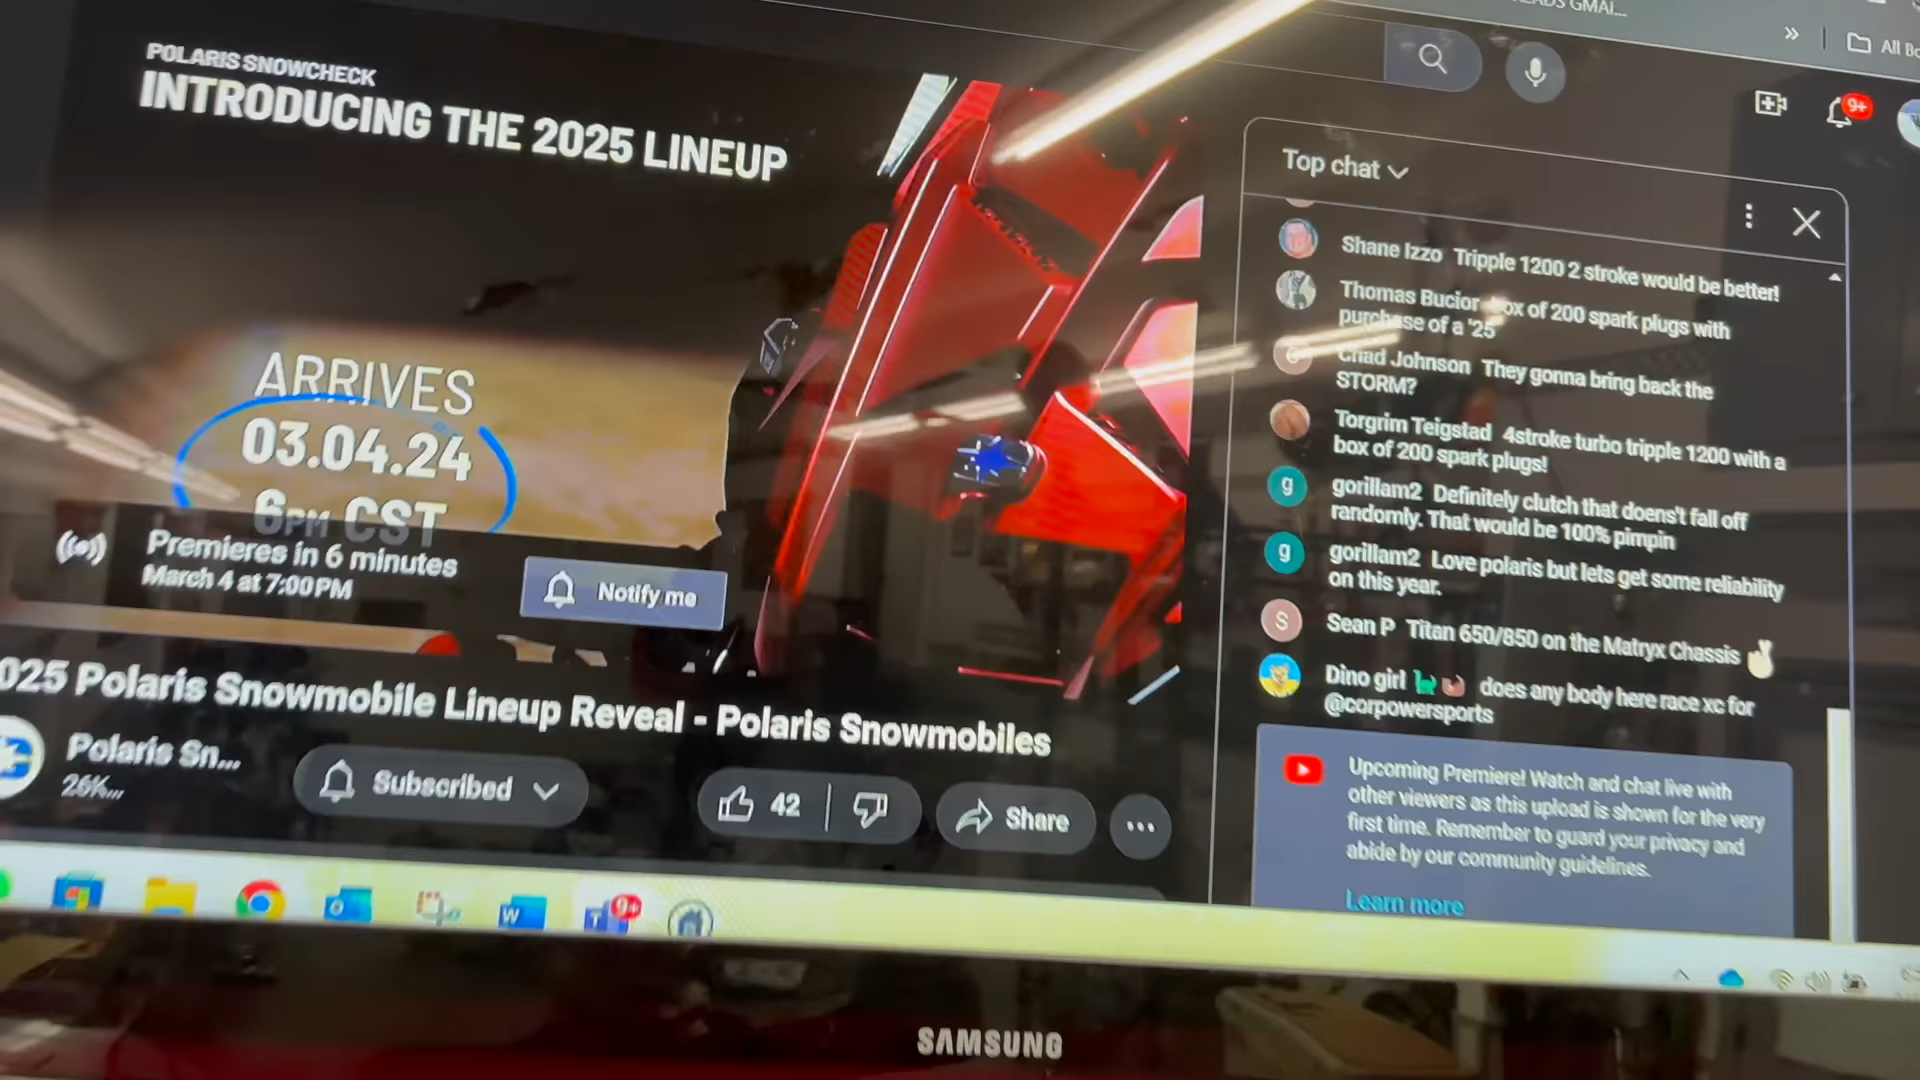 POLARIS SNOWCHECK
INTRODUCING THE 2025 LINEUP
ARRIVES
03.04.24
6PM CST
Premieres in 6 minutes
March 4 at 7:00PM
Notify me
025 Polaris Snowmobile Lineup Reveal - Polaris Snowmobiles
Polaris Sn...
26K...
Subscribed
42
Share
All
9+
Top chat
Shane Izzo Tripple 1200 2 stroke would be better!
Thomas Bucior box of 200 spark plugs with
purchase of a '25
Chad Johnson They gonna bring back the
STORM?
Torgrim Teigstad 4stroke turbo tripple 1200 with a
box of 200 spark plugs!
g
gorillam2 Definitely clutch that doens't fall off
randomly. That would be 100% pimpin
g
gorillam2 Love polaris but lets get some reliability
on this year.
S
Sean P Titan 650/850 on the Matryx Chassis
Dino girl does any body here race xc for
@corpowersports
Upcoming Premiere! Watch and chat live with
other viewers as this upload is shown for the very
first time. Remember to guard your privacy and
abide by our community guidelines.
Learn more
W
T
9+
SAMSUNG